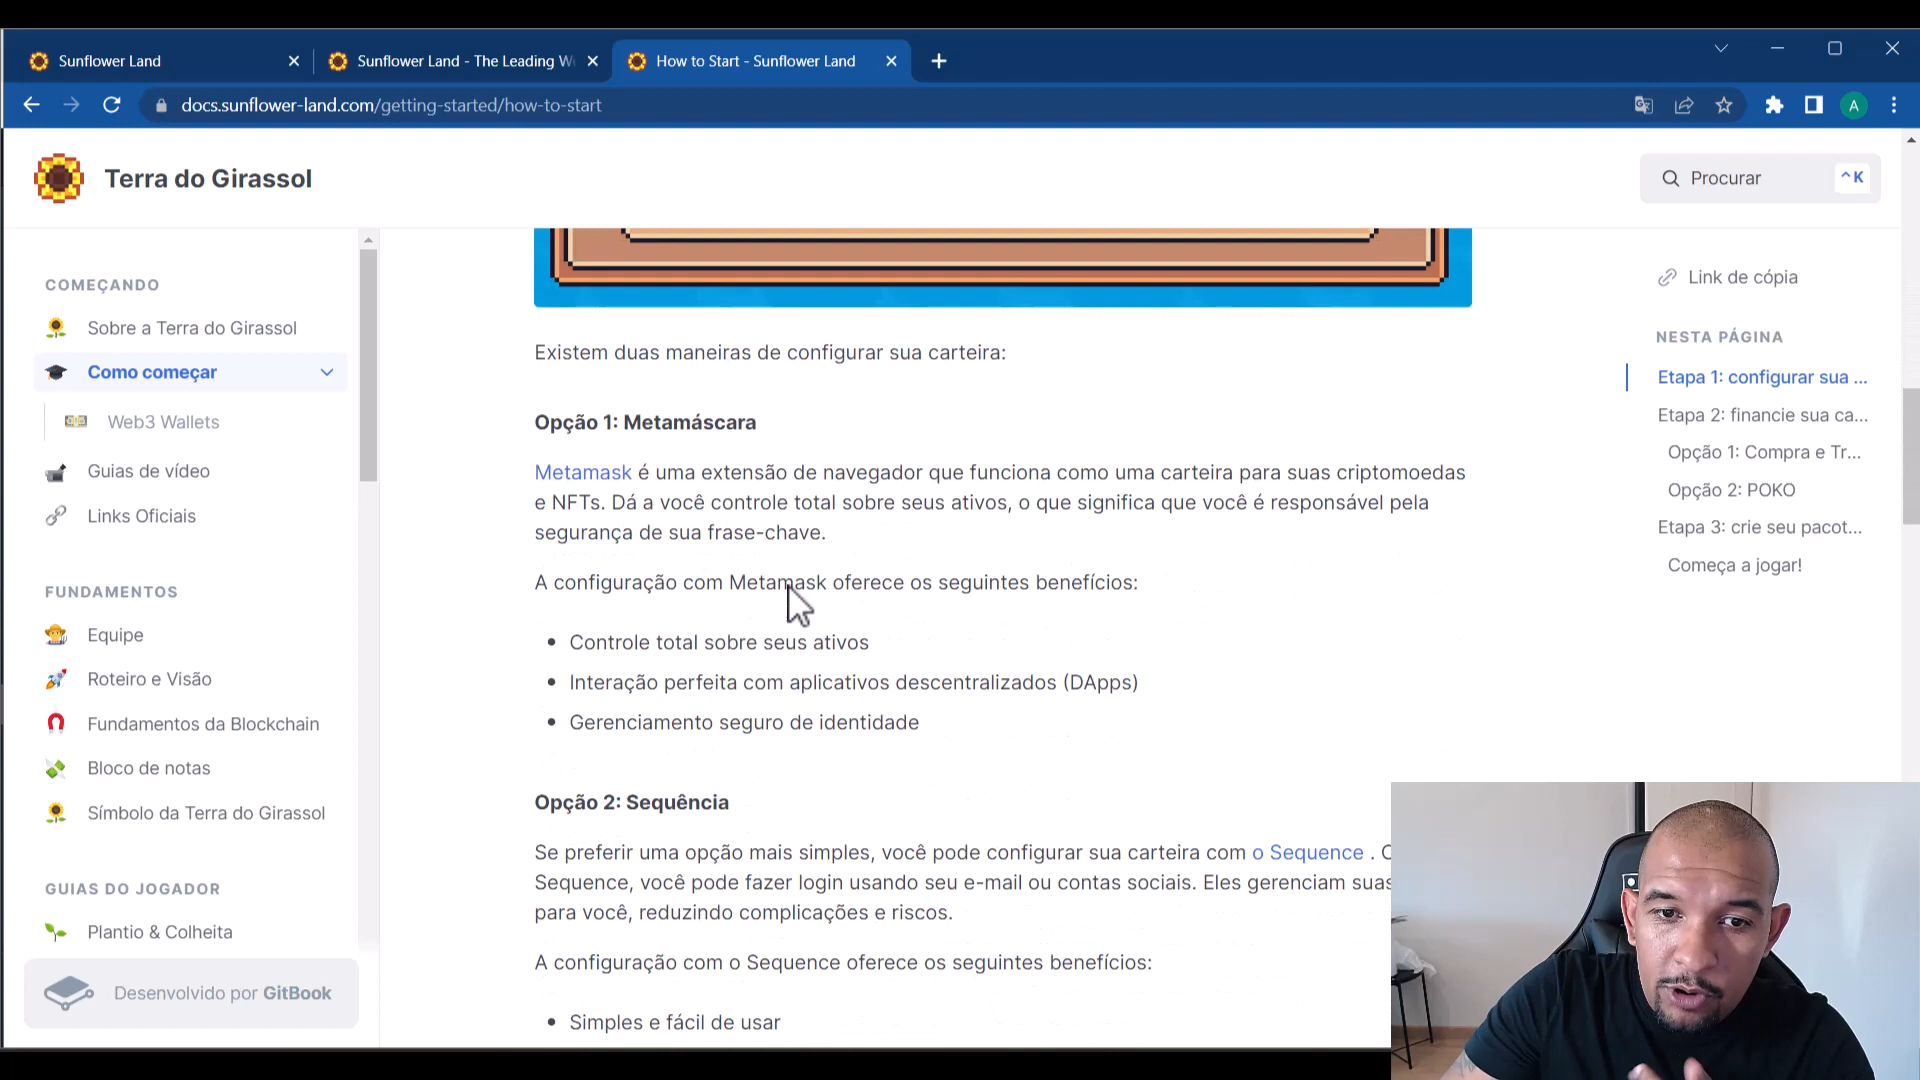 Sunflower Land
Sunflower Land - The Leading W
How to Start - Sunflower Land
docs.sunflower-land.com/getting-started/how-to-start
A
Terra do Girassol
Procurar
^K
COMEÇANDO
Sobre a Terra do Girassol
Como começar
Web3 Wallets
Guias de vídeo
Links Oficiais
FUNDAMENTOS
Equipe
Roteiro e Visão
Fundamentos da Blockchain
Bloco de notas
Símbolo da Terra do Girassol
GUIAS DO JOGADOR
Plantio & Colheita
Desenvolvido por GitBook
Existem duas maneiras de configurar sua carteira:
Opção 1: Metamáscara
Metamask é uma extensão de navegador que funciona como uma carteira para suas criptomoedas
e NFTs. Dá a você controle total sobre seus ativos, o que significa que você é responsável pela
segurança de sua frase-chave.
A configuração com Metamask oferece os seguintes benefícios:
• Controle total sobre seus ativos
• Interação perfeita com aplicativos descentralizados (DApps)
• Gerenciamento seguro de identidade
Opção 2: Sequência
Se preferir uma opção mais simples, você pode configurar sua carteira com o Sequence .
Sequence, você pode fazer login usando seu e-mail ou contas sociais. Eles gerenciam suas
para você, reduzindo complicações e riscos.
A configuração com o Sequence oferece os seguintes benefícios:
• Simples e fácil de usar
Link de cópia
NESTA PÁGINA
Etapa 1: configurar sua ...
Etapa 2: financie sua ca...
Opção 1: Compra e Tr...
Opção 2: POKO
Etapa 3: crie seu pacot...
Começa a jogar!